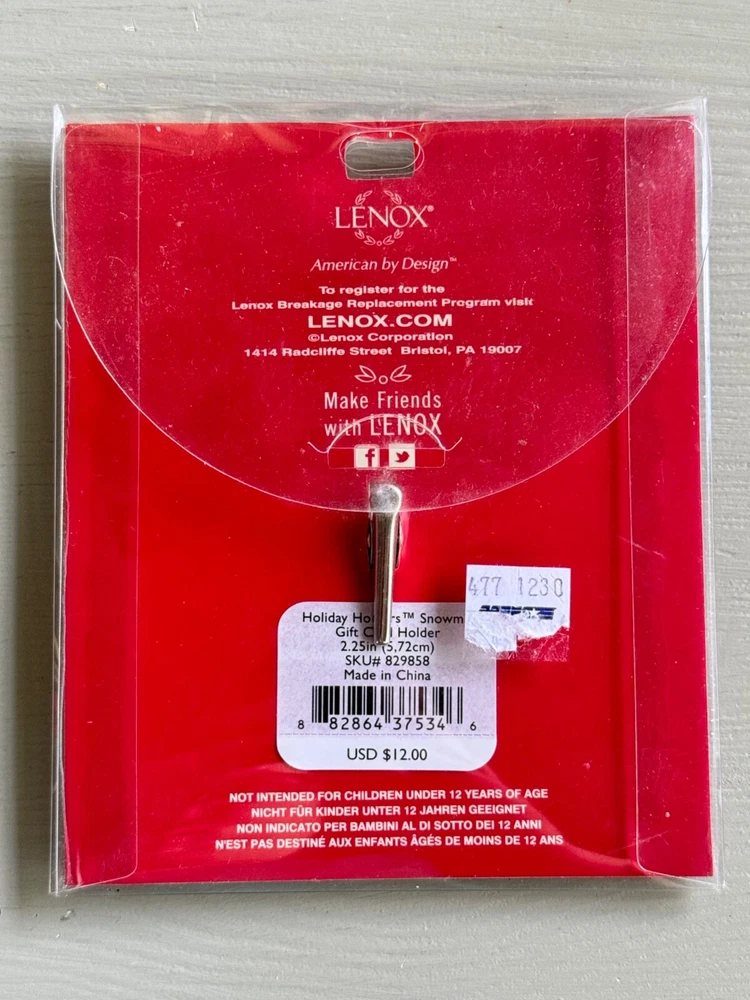 LENOX®
American by Design™
To register for the
Lenox Breakage Replacement Program visit
LENOX.COM
©Lenox Corporation
1414 Radcliffe Street Bristol, PA 19007
Make Friends
with LENOX
f
477 1230
Holiday ™ Snowm
Gift Holder
2.25in (5,72cm)
SKU# 829858
Made in China
8 82864 37534 6
USD $12.00
NOT INTENDED FOR CHILDREN UNDER 12 YEARS OF AGE
NICHT FÜR KINDER UNTER 12 JAHREN GEEIGNET
NON INDICATO PER BAMBINI AL DI SOTTO DEI 12 ANNI
N'EST PAS DESTINÉ AUX ENFANTS ÂGÉS DE MOINS DE 12 ANS